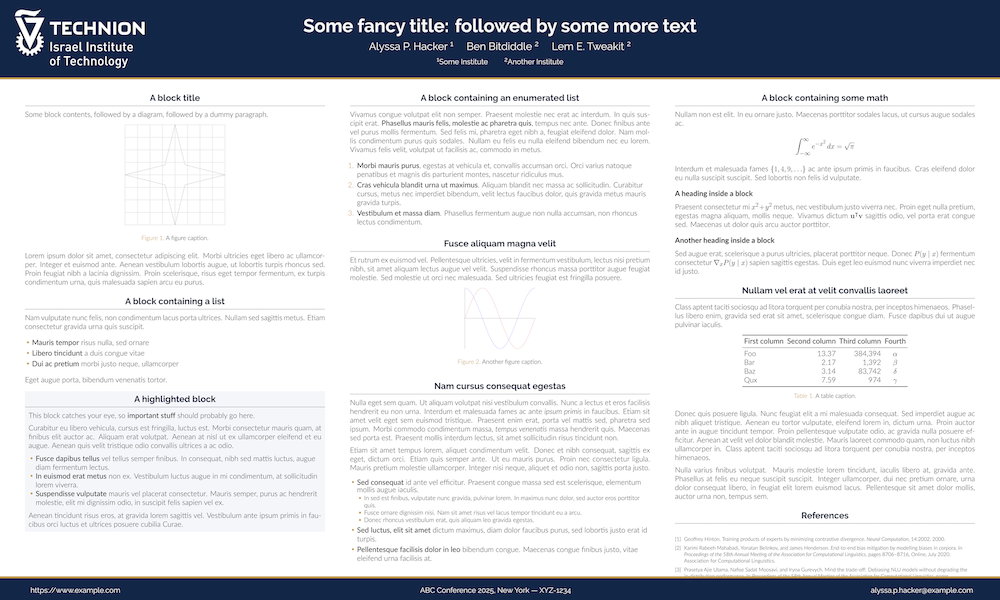 TECHNION
Israel Institute
of Technology
Some fancy title: followed by some more text
Alyssa P. Hacker ¹ Ben Bitdiddle ² Lem E. Tweakit ²
¹Some Institute ²Another Institute
A block title
Some block contents, followed by a diagram, followed by a dummy paragraph.
Figure 1. A figure caption.
Lorem ipsum dolor sit amet, consectetur adipiscing elit. Morbi ultricies eget libero ac ullamcor-
per. Integer et euismod ante. Aenean vestibulum lobortis augue, ut lobortis turpis rhoncus sed.
Proin feugiat nibh a lacinia dignissim. Proin scelerisque, risus eget tempor fermentum, ex turpis
condimentum urna, quis malesuada sapien arcu eu purus.
A block containing a list
Nam vulputate nunc felis, non condimentum lacus porta ultrices. Nullam sed sagittis metus. Etiam
consectetur gravida urna quis suscipit.
• Mauris tempor risus nulla, sed ornare
• Libero tincidunt a duis congue vitae
• Dui ac pretium morbi justo neque, ullamcorper
Eget augue porta, bibendum venenatis tortor.
A highlighted block
This block catches your eye, so important stuff should probably go here.
Curabitur eu libero vehicula, cursus est fringilla, luctus est. Morbi consectetur mauris quam, at
finibus elit auctor ac. Aliquam erat volutpat. Aenean at nisl ut ex ullamcorper eleifend et eu
augue. Aenean quis velit tristique odio convallis ultrices a ac odio.
• Fusce dapibus tellus vel tellus semper finibus. In consequat, nibh sed mattis luctus, augue
diam fermentum lectus.
• In euismod erat metus non ex. Vestibulum luctus augue in mi condimentum, at sollicitudin
lorem viverra.
• Suspendisse vulputate mauris vel placerat consectetur. Mauris semper, purus ac hendrerit
molestie, elit mi dignissim odio, in suscipit felis sapien vel ex.
Aenean tincidunt risus eros, at gravida lorem sagittis vel. Vestibulum ante ipsum primis in fau-
cibus orci luctus et ultrices posuere cubilia Curae.
A block containing an enumerated list
Vivamus congue volutpat elit non semper. Praesent molestie nec erat ac interdum. In quis sus-
cipit erat. Phasellus mauris felis, molestie ac pharetra quis, tempus nec ante. Donec finibus ante
vel purus mollis fermentum. Sed felis mi, pharetra eget nibh a, feugiat eleifend dolor. Nam mol-
lis condimentum purus quis sodales. Nullam eu felis eu nulla eleifend bibendum nec eu lorem.
Vivamus felis velit, volutpat ut facilisis ac, commodo in metus.
1. Morbi mauris purus, egestas at vehicula et, convallis accumsan orci. Orci varius natoque
penatibus et magnis dis parturient montes, nascetur ridiculus mus.
2. Cras vehicula blandit urna ut maximus. Aliquam blandit nec massa ac sollicitudin. Curabitur
cursus, metus nec imperdiet bibendum, velit lectus faucibus dolor, quis gravida metus mauris
gravida turpis.
3. Vestibulum et massa diam. Phasellus fermentum augue non nulla accumsan, non rhoncus
lectus condimentum.
Fusce aliquam magna velit
Et rutrum ex euismod vel. Pellentesque ultricies, velit in fermentum vestibulum, lectus nisi pretium
nibh, sit amet aliquam lectus augue vel velit. Suspendisse rhoncus massa porttitor augue feugiat
molestie. Sed molestie ut orci nec malesuada. Sed ultricies feugiat est fringilla posuere.
Figure 2. Another figure caption.
Nam cursus consequat egestas
Nulla eget sem quam. Ut aliquam volutpat nisi vestibulum convallis. Nunc a lectus et eros facilisis
hendrerit eu non urna. Interdum et malesuada fames ac ante ipsum primis in faucibus. Etiam sit
amet velit eget sem euismod tristique. Praesent enim erat, porta vel mattis sed, pharetra sed
ipsum. Morbi commodo condimentum massa, tempus venenatis massa hendrerit quis. Maecenas
sed porta est. Praesent mollis interdum lectus, sit amet sollicitudin risus tincidunt non.
Etiam sit amet tempus lorem, aliquet condimentum velit. Donec et nibh consequat, sagittis ex
eget, dictum orci. Etiam quis semper ante. Ut eu mauris purus. Proin nec consectetur ligula.
Mauris pretium molestie ullamcorper. Integer nisi neque, aliquet et odio non, sagittis porta justo.
• Sed consequat id ante vel efficitur. Praesent congue massa sed est scelerisque, elementum
mollis augue iaculis.
• In sed est finibus, vulputate nunc gravida, pulvinar lorem. In maximus nunc dolor, sed auctor eros porttitor
quis.
• Fusce ornare dignissim nisi. Nam sit amet risus vel lacus tempor tincidunt eu a arcu.
• Donec rhoncus vestibulum erat, quis aliquam leo gravida egestas.
• Sed luctus, elit sit amet dictum maximus, diam dolor faucibus purus, sed lobortis justo erat id
turpis.
• Pellentesque facilisis dolor in leo bibendum congue. Maecenas congue finibus justo, vitae
eleifend urna facilisis at.
A block containing some math
Nullam non est elit. In eu ornare justo. Maecenas porttitor sodales lacus, ut cursus augue sodales
ac.
∫_{-∞}^{∞} e^{-x²} dx = √π
Interdum et malesuada fames {1, 4, 9, . . .} ac ante ipsum primis in faucibus. Cras eleifend dolor
eu nulla suscipit suscipit. Sed lobortis non felis id vulputate.
A heading inside a block
Praesent consectetur mi x² + y² metus, nec vestibulum justo viverra nec. Proin eget nulla pretium,
egestas magna aliquam, mollis neque. Vivamus dictum uᵀv sagittis odio, vel porta erat congue
sed. Maecenas ut dolor quis arcu auctor porttitor.
Another heading inside a block
Sed augue erat, scelerisque a purus ultricies, placerat porttitor neque. Donec P(y | x) fermentum
consectetur ∇ₓP(y | x) sapien sagittis egestas. Duis eget leo euismod nunc viverra imperdiet nec
id justo.
Nullam vel erat at velit convallis laoreet
Class aptent taciti sociosqu ad litora torquent per conubia nostra, per inceptos himenaeos. Phasel-
lus libero enim, gravida sed erat sit amet, scelerisque congue diam. Fusce dapibus dui ut augue
pulvinar iaculis.
First column Second column Third column Fourth
Foo 13.37 384,394 α
Bar 2.17 1,392 β
Baz 3.14 83,742 δ
Qux 7.59 974 γ
Table 1. A table caption.
Donec quis posuere ligula. Nunc feugiat elit a mi malesuada consequat. Sed imperdiet augue ac
nibh aliquet tristique. Aenean eu tortor vulputate, eleifend lorem in, dictum urna. Proin auctor
ante in augue tincidunt tempor. Proin pellentesque vulputate odio, ac gravida nulla posuere ef-
ficitur. Aenean at velit vel dolor blandit molestie. Mauris laoreet commodo quam, non luctus nibh
ullamcorper in. Class aptent taciti sociosqu ad litora torquent per conubia nostra, per inceptos
himenaeos.
Nulla varius finibus volutpat. Mauris molestie lorem tincidunt, iaculis libero at, gravida ante.
Phasellus at felis eu neque suscipit suscipit. Integer ullamcorper, dui nec pretium ornare, urna
dolor consequat libero, in feugiat elit lorem euismod lacus. Pellentesque sit amet dolor mollis,
auctor urna non, tempus sem.
References
[1] Geoffrey Hinton. Training products of experts by minimizing contrastive divergence. Neural Computation, 14:2002, 2000.
[2] Karimi Rabeeh Mahabadi, Yonatan Belinkov, and James Henderson. End-to-end bias mitigation by modelling biases in corpora. In
Proceedings of the 58th Annual Meeting of the Association for Computational Linguistics, pages 8706–8716, Online, July 2020.
Association for Computational Linguistics.
[3] Prasetya Ajie Utama, Nafise Sadat Moosavi, and Iryna Gurevych. Mind the trade-off: Debiasing NLU models without degrading the
https://www.example.com
ABC Conference 2025, New York — XYZ-1234
alyssa.p.hacker@example.com